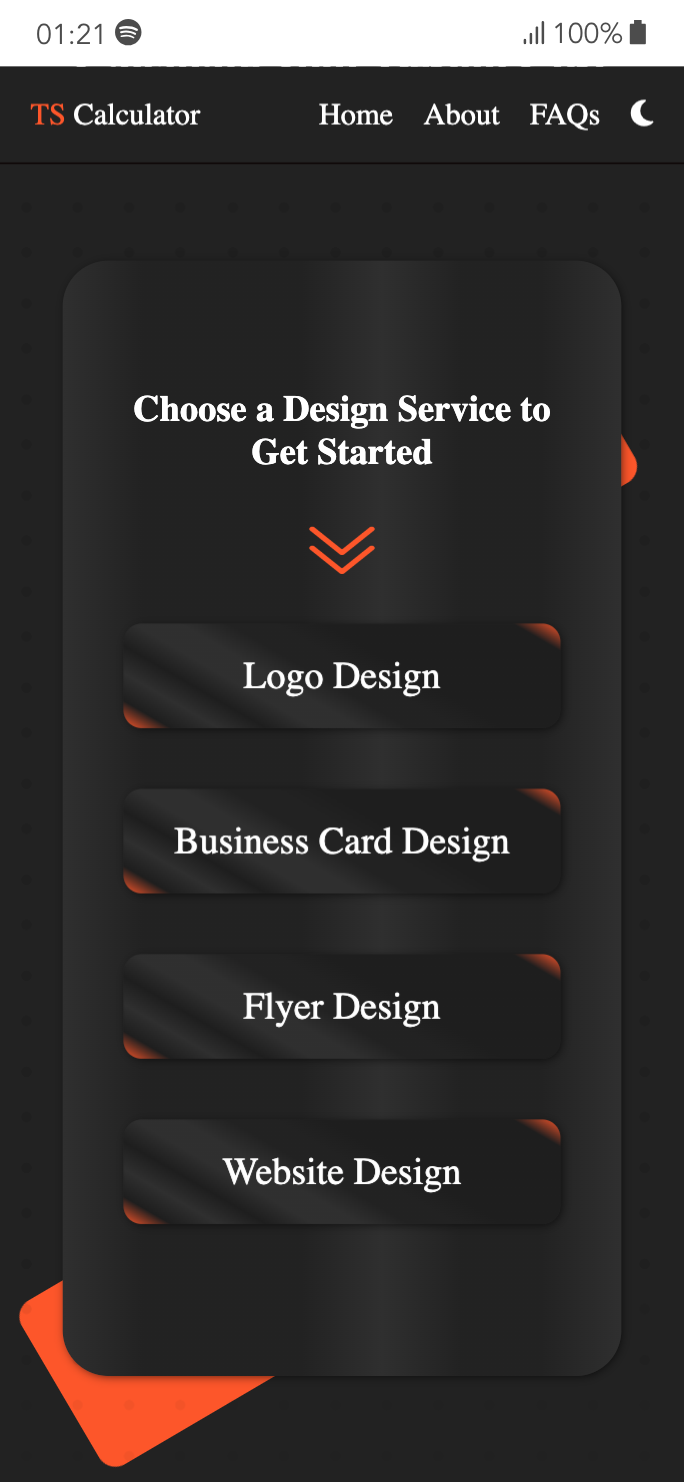 01:21 100%
TS Calculator Home About FAQs
Choose a Design Service to
Get Started
Logo Design
Business Card Design
Flyer Design
Website Design